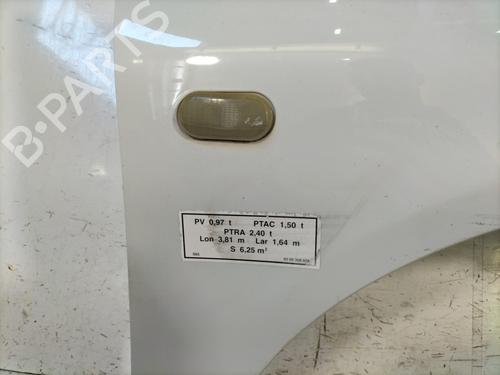 B-PARTS
PV 0,97 t PTAC 1,50 t
PTRA 2,40 t
Lon 3,81 m Lar 1,64 m
S 6,25 m²